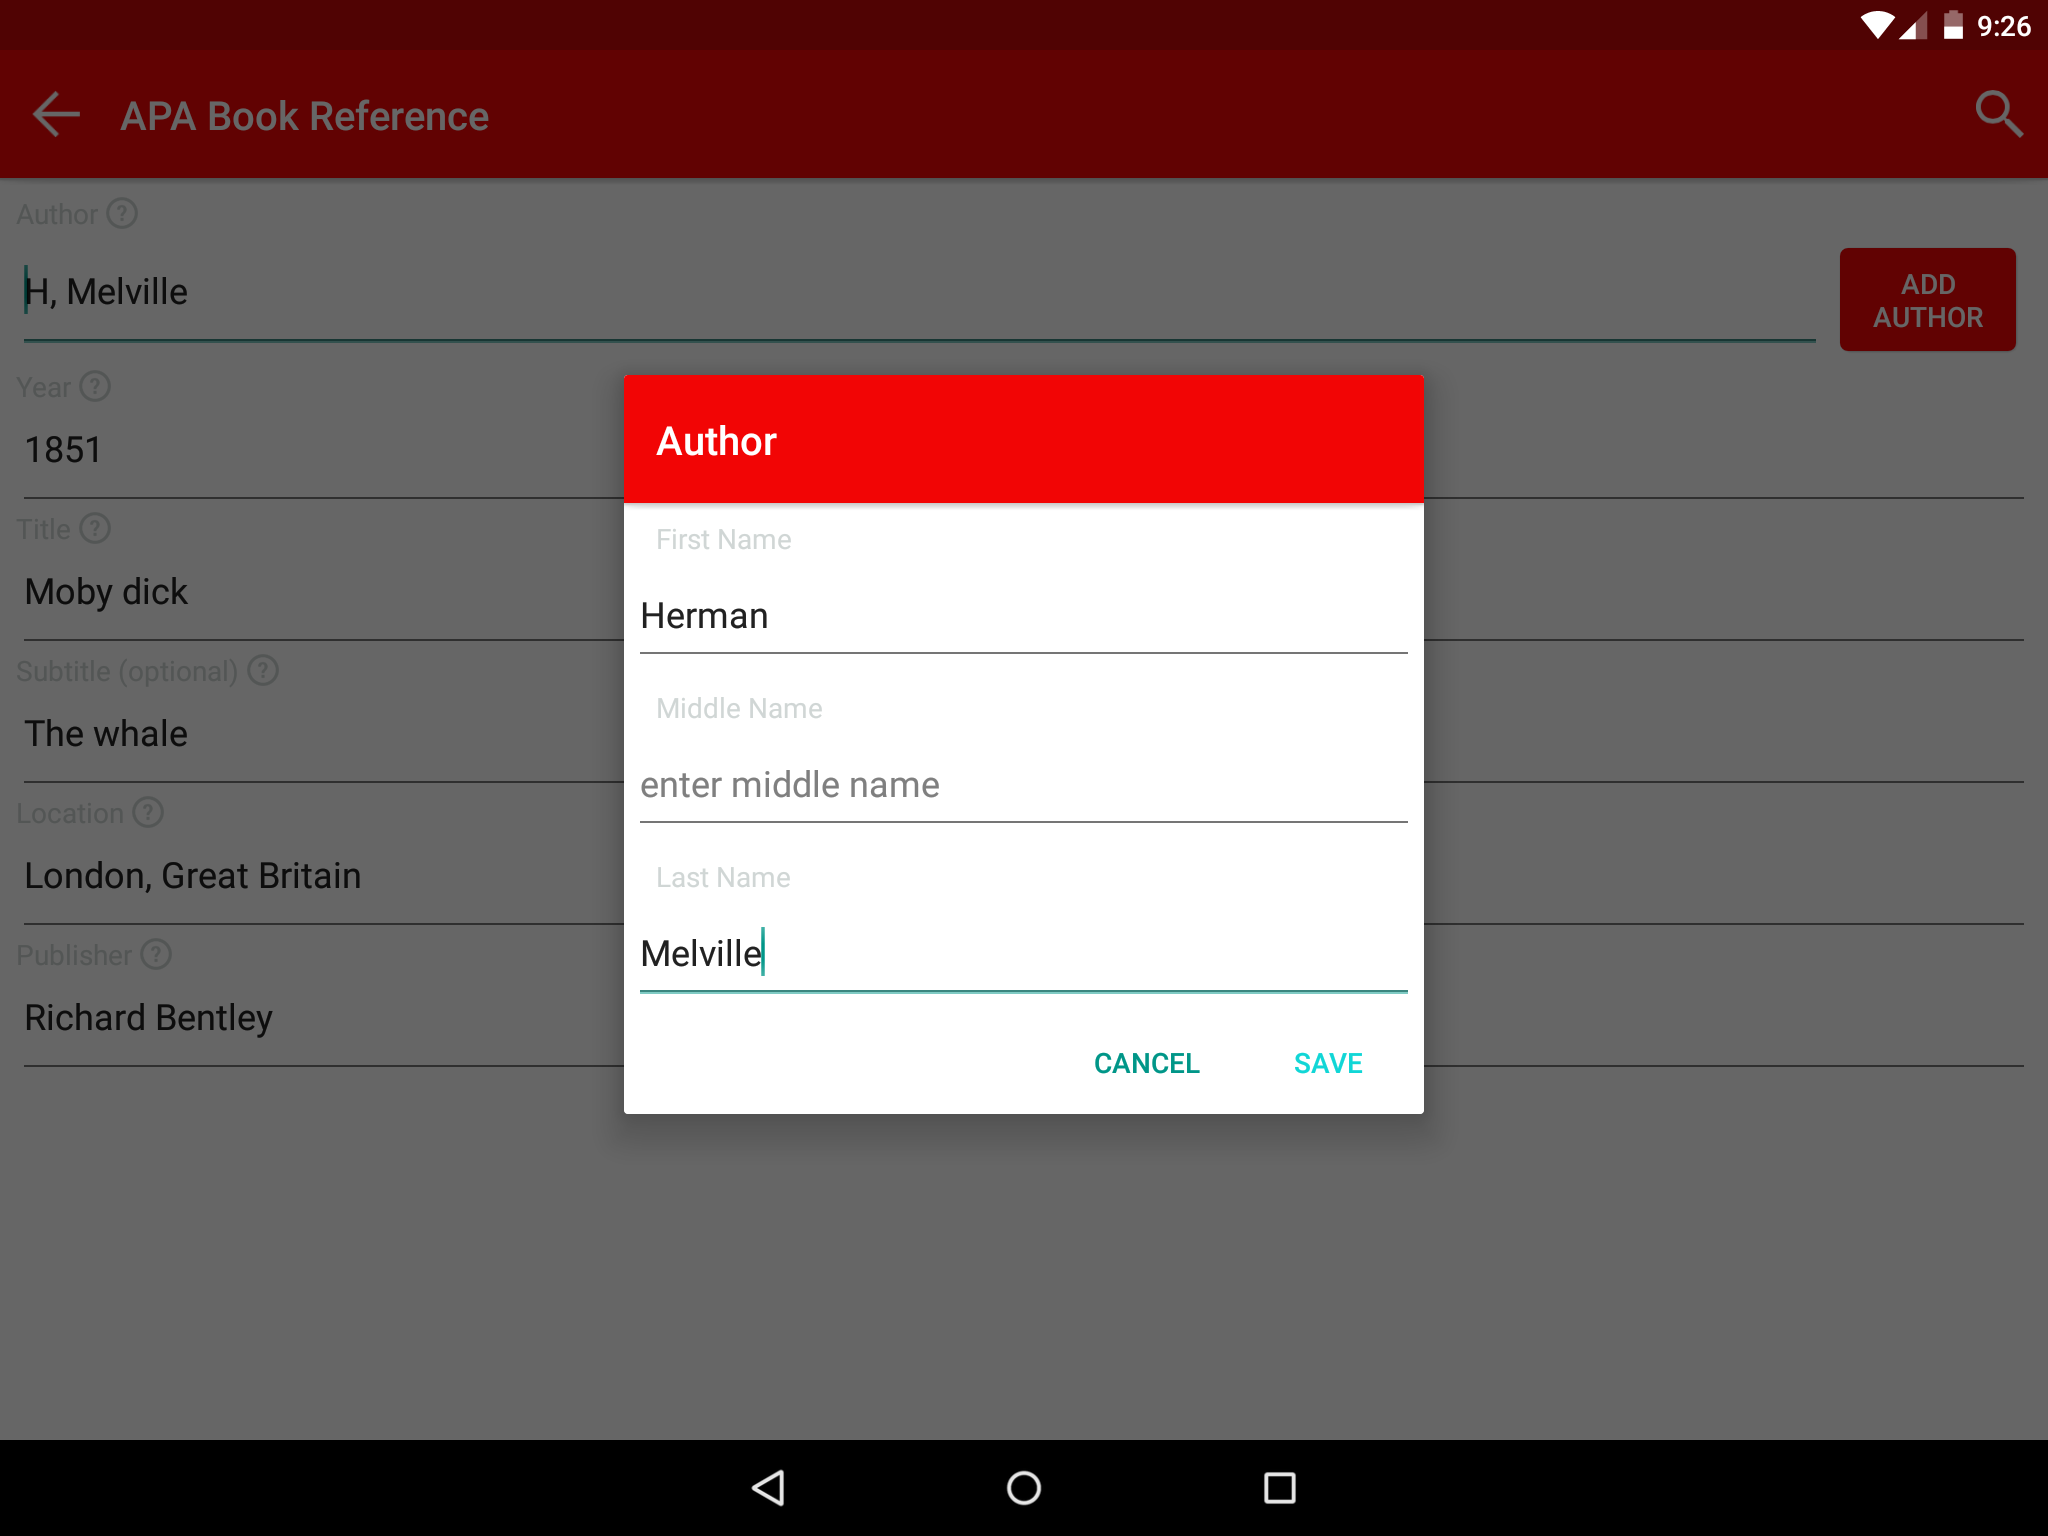 9:26
APA Book Reference
Author ?
H, Melville
ADD
AUTHOR
Year ?
1851
Title ?
Moby dick
Subtitle (optional) ?
The whale
Location ?
London, Great Britain
Publisher ?
Richard Bentley
Author
First Name
Herman
Middle Name
enter middle name
Last Name
Melville
CANCEL SAVE